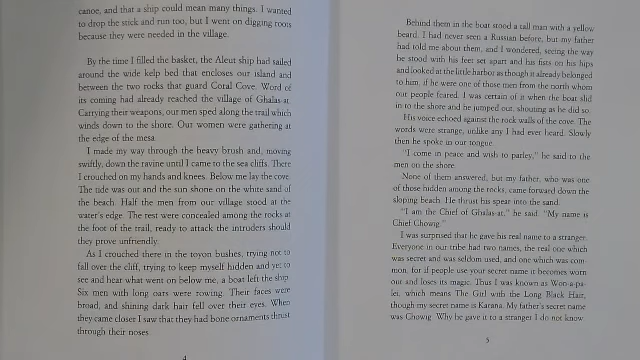 canoe, and that a ship could mean many things. I wanted
to drop the stick and run too, but I went on digging roots
because they were needed in the village.
By the time I filled the basket, the Aleut ship had sailed
around the wide kelp bed that encloses our island and
between the two rocks that guard Coral Cove. Word of
its coming had already reached the village of Ghalas-at.
Carrying their weapons, our men sped along the trail which
winds down to the shore. Our women were gathering at
the edge of the mesa.
I made my way through the heavy brush and, moving
swiftly, down the ravine until I came to the sea cliffs. There
I crouched on my hands and knees. Below me lay the cove.
The tide was out and the sun shone on the white sand of
the beach. Half the men from our village stood at the
water's edge. The rest were concealed among the rocks at
the foot of the trail, ready to attack the intruders should
they prove unfriendly.
As I crouched there in the toyon bushes, trying not to
fall over the cliff, trying to keep myself hidden and yet to
see and hear what went on below me, a boat left the ship.
Six men with long oars were rowing. Their faces were
broad, and shining dark hair fell over their eyes. When
they came closer I saw that they had bone ornaments thrust
through their noses.
4
Behind them in the boat stood a tall man with a yellow
beard. I had never seen a Russian before, but my father
had told me about them, and I wondered, seeing the way
he stood with his feet set apart and his fists on his hips
and looked at the little harbor as though it already belonged
to him, if he were one of those men from the north whom
our people feared. I was certain of it when the boat slid
in to the shore and he jumped out, shouting as he did so.
His voice echoed against the rock walls of the cove. The
words were strange, unlike any I had ever heard. Slowly
then he spoke in our tongue.
"I come in peace and wish to parley," he said to the
men on the shore.
None of them answered, but my father, who was one
of those hidden among the rocks, came forward down the
sloping beach. He thrust his spear into the sand.
"I am the Chief of Ghalas-at," he said. "My name is
Chief Chowig."
I was surprised that he gave his real name to a stranger.
Everyone in our tribe had two names, the real one which
was secret and was seldom used, and one which was com-
mon, for if people use your secret name it becomes worn
out and loses its magic. Thus I was known as Won-a-pa-
lei, which means The Girl with the Long Black Hair,
though my secret name is Karana. My father's secret name
was Chowig. Why he gave it to a stranger I do not know.
5